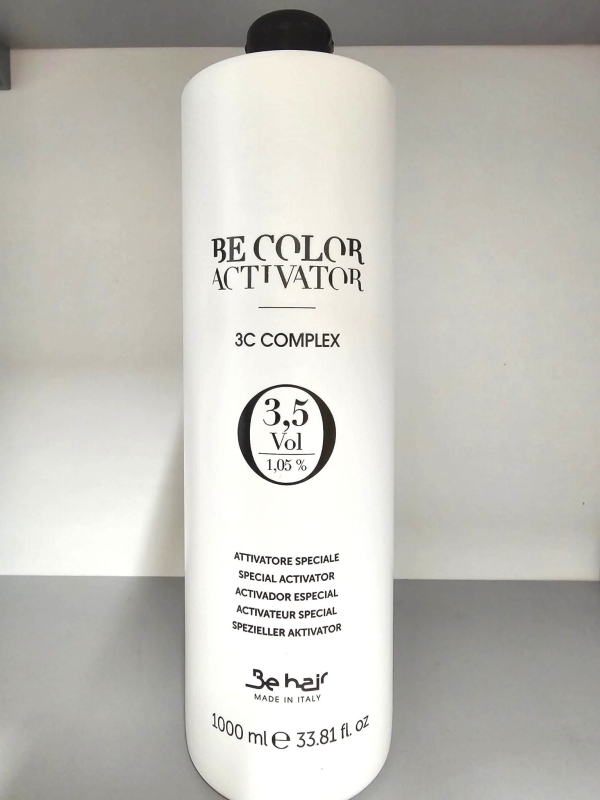 BE COLOR
ACTIVATOR
3C COMPLEX
3,5
Vol
1,05 %
ATTIVATORE SPECIALE
SPECIAL ACTIVATOR
ACTIVADOR ESPECIAL
ACTIVATEUR SPECIAL
SPEZIELLER AKTIVATOR
Be hair
MADE IN ITALY
1000 ml ℮ 33.81 fl. oz